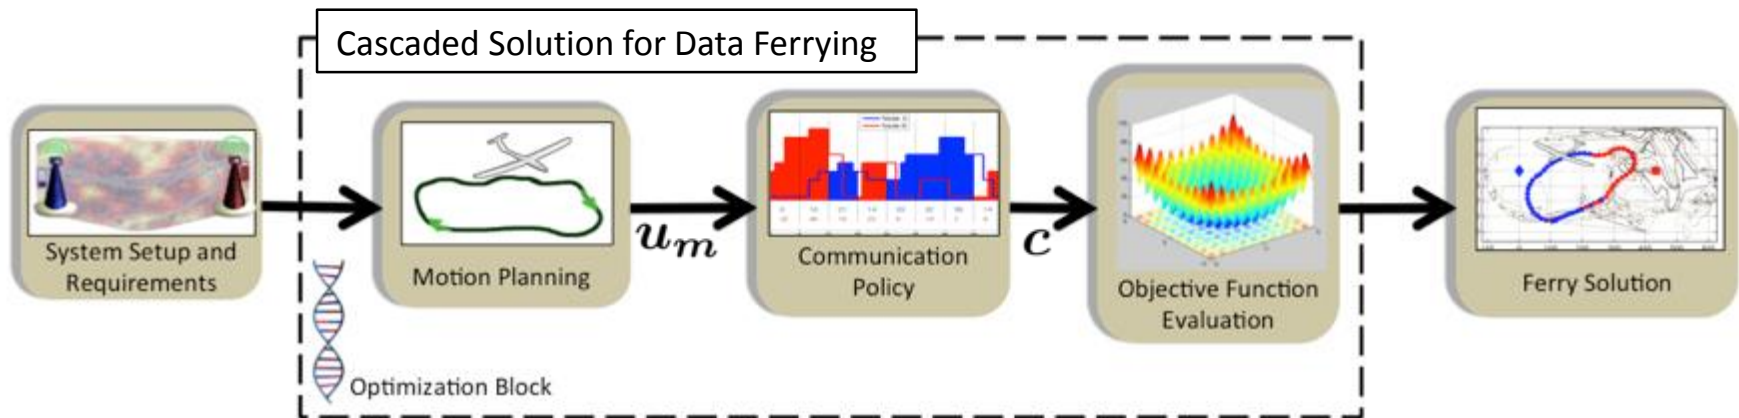 Cascaded Solution for Data Ferrying
System Setup and
Requirements
Motion Planning
u_m
Communication
Policy
c
Objective Function
Evaluation
Ferry Solution
Optimization Block